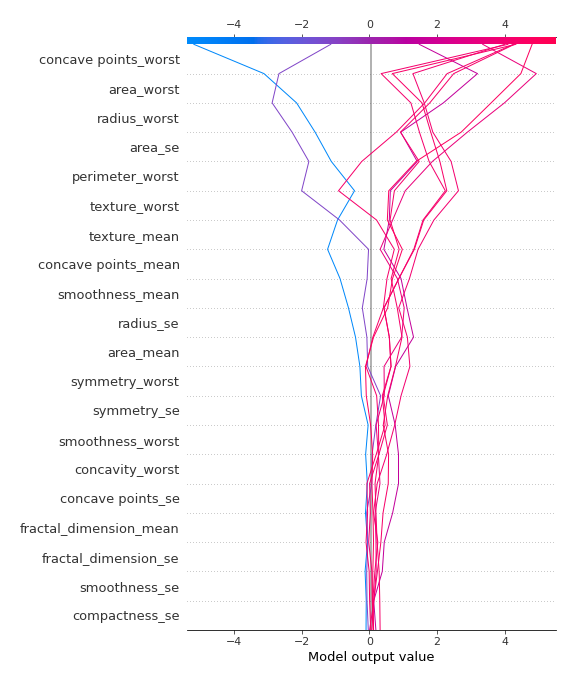 −4 −2 0 2 4
concave points_worst
area_worst
radius_worst
area_se
perimeter_worst
texture_worst
texture_mean
concave points_mean
smoothness_mean
radius_se
area_mean
symmetry_worst
symmetry_se
smoothness_worst
concavity_worst
concave points_se
fractal_dimension_mean
fractal_dimension_se
smoothness_se
compactness_se
−4 −2 0 2 4
Model output value